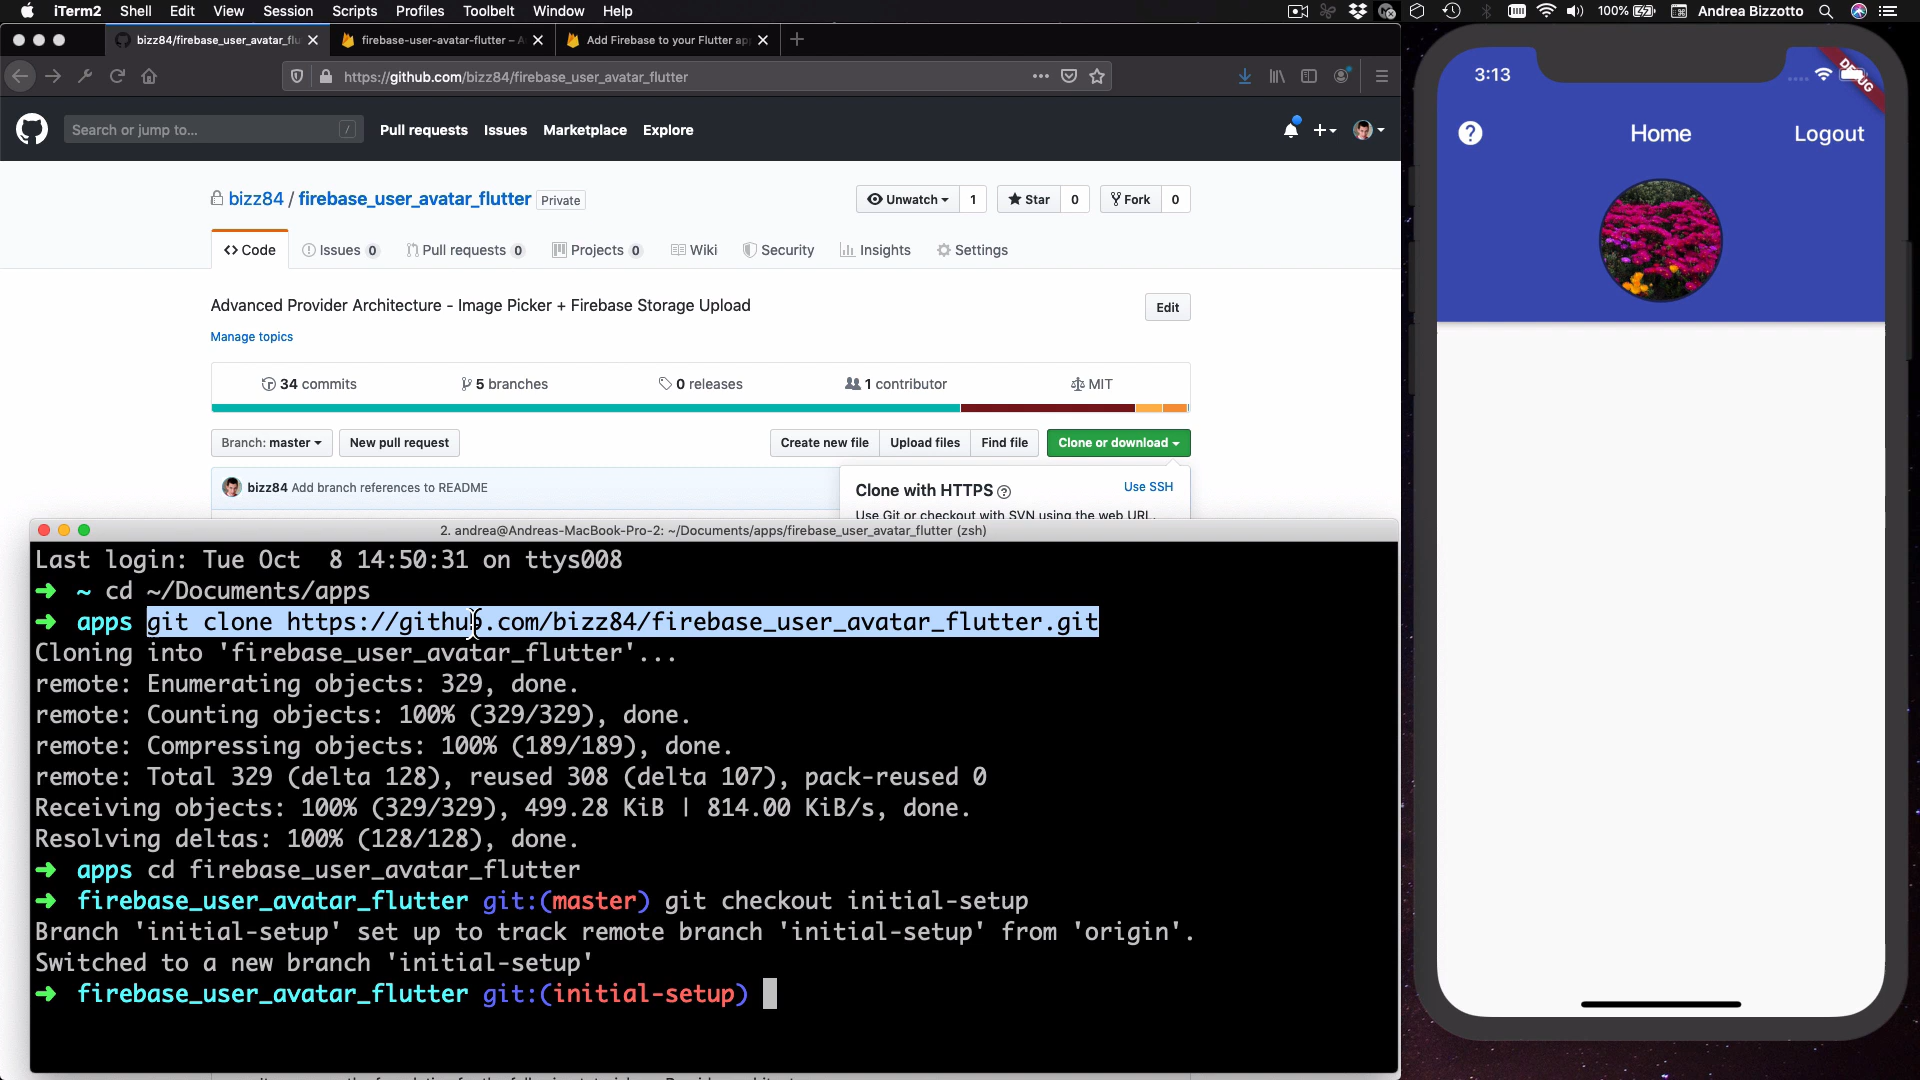 iTerm2 Shell Edit View Session Scripts Profiles Toolbelt Window Help 100% Andrea Bizzotto
bizz84/firebase_user_avatar_flu firebase-user-avatar-flutter – Add Firebase to your Flutter ap
https://github.com/bizz84/firebase_user_avatar_flutter
Search or jump to... / Pull requests Issues Marketplace Explore
bizz84 / firebase_user_avatar_flutter Private Unwatch 1 Star 0 Fork 0
Code Issues 0 Pull requests 0 Projects 0 Wiki Security Insights Settings
Advanced Provider Architecture - Image Picker + Firebase Storage Upload Edit
Manage topics
34 commits 5 branches 0 releases 1 contributor MIT
Branch: master New pull request Create new file Upload files Find file Clone or download
bizz84 Add branch references to README
Clone with HTTPS Use SSH
Use Git or checkout with SVN using the web URL.
2. andrea@Andreas-MacBook-Pro-2: ~/Documents/apps/firebase_user_avatar_flutter (zsh)
Last login: Tue Oct  8 14:50:31 on ttys008
➜ ~ cd ~/Documents/apps
➜ apps git clone https://github.com/bizz84/firebase_user_avatar_flutter.git
Cloning into 'firebase_user_avatar_flutter'...
remote: Enumerating objects: 329, done.
remote: Counting objects: 100% (329/329), done.
remote: Compressing objects: 100% (189/189), done.
remote: Total 329 (delta 128), reused 308 (delta 107), pack-reused 0
Receiving objects: 100% (329/329), 499.28 KiB | 814.00 KiB/s, done.
Resolving deltas: 100% (128/128), done.
➜ apps cd firebase_user_avatar_flutter
➜ firebase_user_avatar_flutter git:(master) git checkout initial-setup
Branch 'initial-setup' set up to track remote branch 'initial-setup' from 'origin'.
Switched to a new branch 'initial-setup'
➜ firebase_user_avatar_flutter git:(initial-setup)
3:13
DEBUG
Home Logout